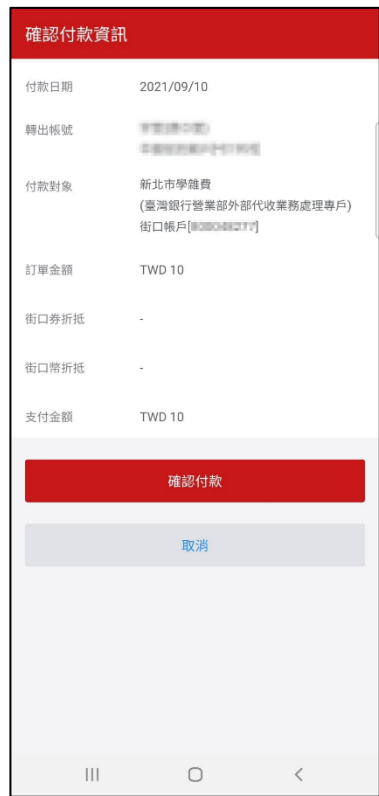 確認付款資訊
付款日期 2021/09/10
轉出帳號
付款對象 新北市學雜費
(臺灣銀行營業部外部代收業務處理專戶)
街口帳戶[]
訂單金額 TWD 10
街口券折抵 -
街口幣折抵 -
支付金額 TWD 10
確認付款
取消